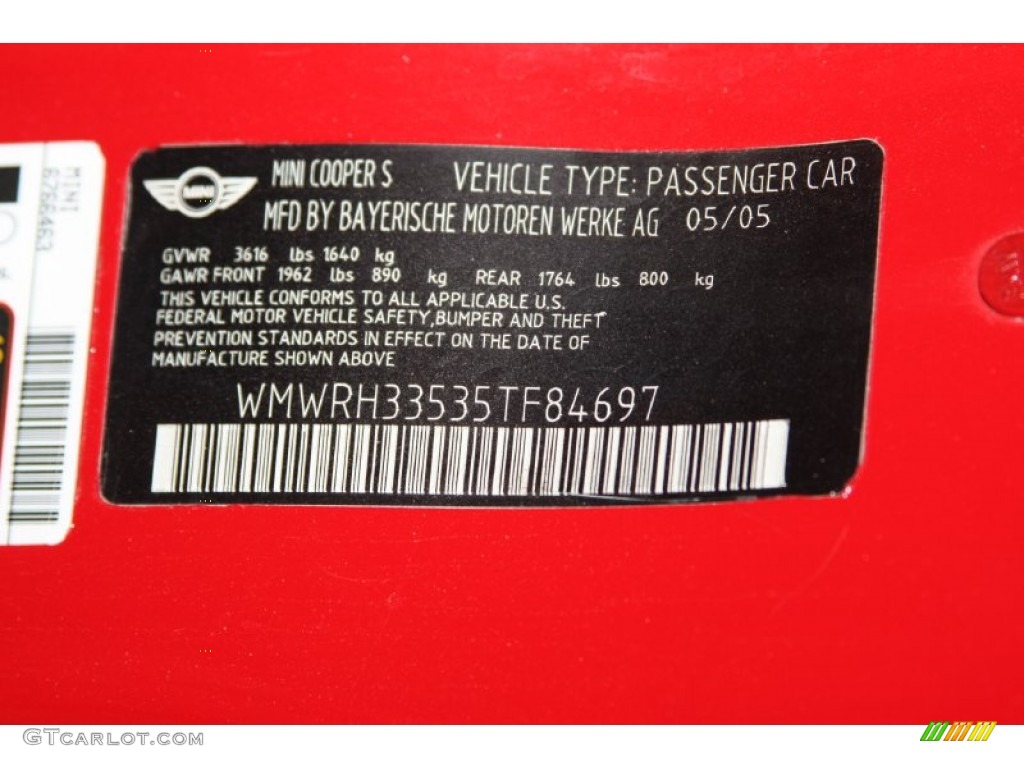 MINI COOPER S VEHICLE TYPE: PASSENGER CAR
MINI
MFD BY BAYERISCHE MOTOREN WERKE AG 05/05
GVWR 3616 lbs 1640 kg
GAWR FRONT 1962 lbs 890 kg REAR 1764 lbs 800 kg
THIS VEHICLE CONFORMS TO ALL APPLICABLE U.S.
FEDERAL MOTOR VEHICLE SAFETY,BUMPER AND THEFT
PREVENTION STANDARDS IN EFFECT ON THE DATE OF
MANUFACTURE SHOWN ABOVE
WMWRH33535TF84697
MINI
8766463
GTCARLOT.COM